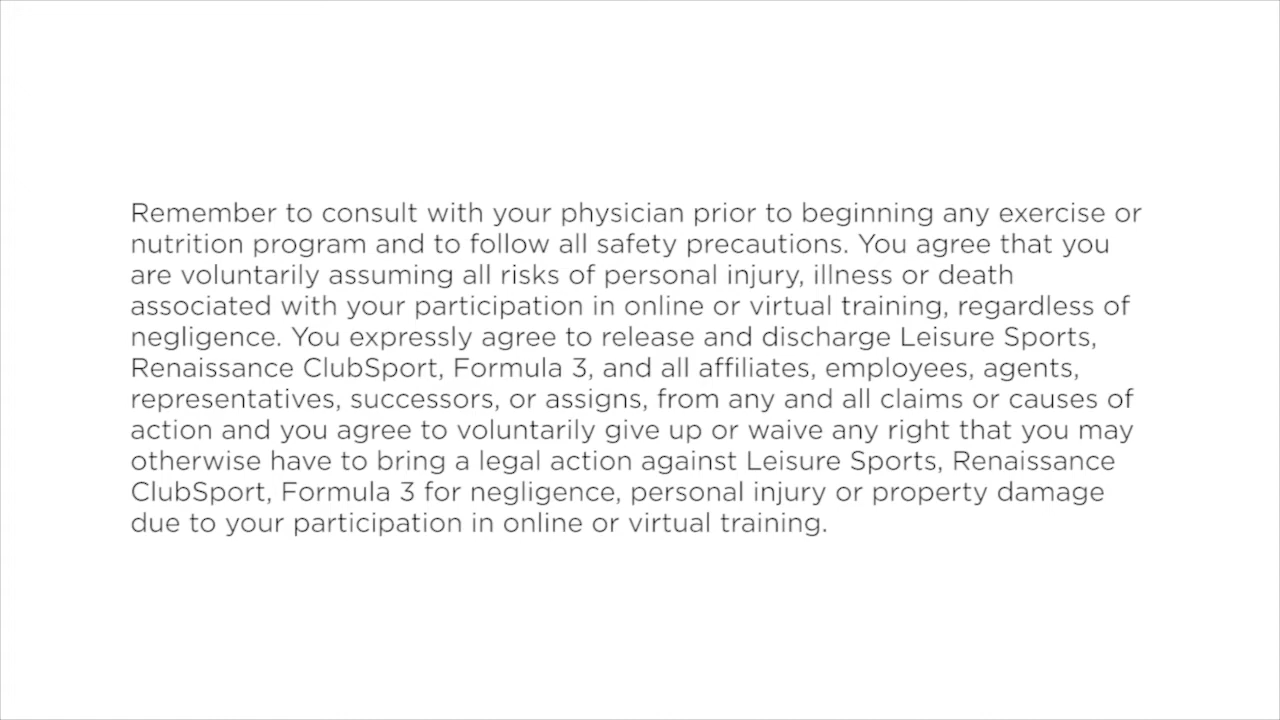 Remember to consult with your physician prior to beginning any exercise or
nutrition program and to follow all safety precautions. You agree that you
are voluntarily assuming all risks of personal injury, illness or death
associated with your participation in online or virtual training, regardless of
negligence. You expressly agree to release and discharge Leisure Sports,
Renaissance ClubSport, Formula 3, and all affiliates, employees, agents,
representatives, successors, or assigns, from any and all claims or causes of
action and you agree to voluntarily give up or waive any right that you may
otherwise have to bring a legal action against Leisure Sports, Renaissance
ClubSport, Formula 3 for negligence, personal injury or property damage
due to your participation in online or virtual training.